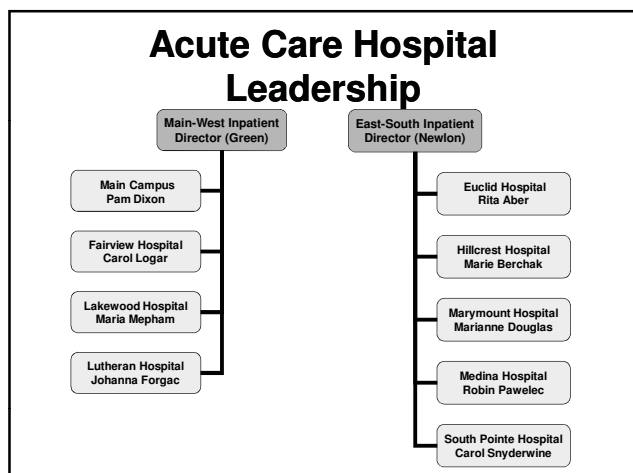 Acute Care Hospital
Leadership
Main-West Inpatient
Director (Green)
East-South Inpatient
Director (Newlon)
Main Campus
Pam Dixon
Fairview Hospital
Carol Logar
Lakewood Hospital
Maria Mepham
Lutheran Hospital
Johanna Forgac
Euclid Hospital
Rita Aber
Hillcrest Hospital
Marie Berchak
Marymount Hospital
Marianne Douglas
Medina Hospital
Robin Pawelec
South Pointe Hospital
Carol Snyderwine